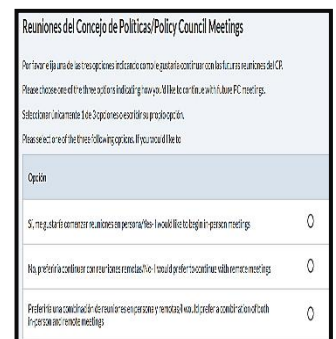 Reuniones del Concejo de Políticas/Policy Council Meetings
Por favor elija una de las tres opciones indicando como le gustaría continuar con las futuras reuniones del CP.
Please choose one of the three options indicating how you'd like to continue with future PC meetings.
Seleccionar únicamente 1 de 3 opciones o escribir su propia opción.
Please select one of the three following options. If you would like to
Opción
Sí, me gustaría comenzar reuniones en persona/Yes- I would like to begin in-person meetings
No, preferiría continuar con reuniones remotas/No- I would prefer to continue with remote meetings
Preferiría una combinación de reuniones en persona y remotas/I would prefer a combination of both
in-person and remote meetings